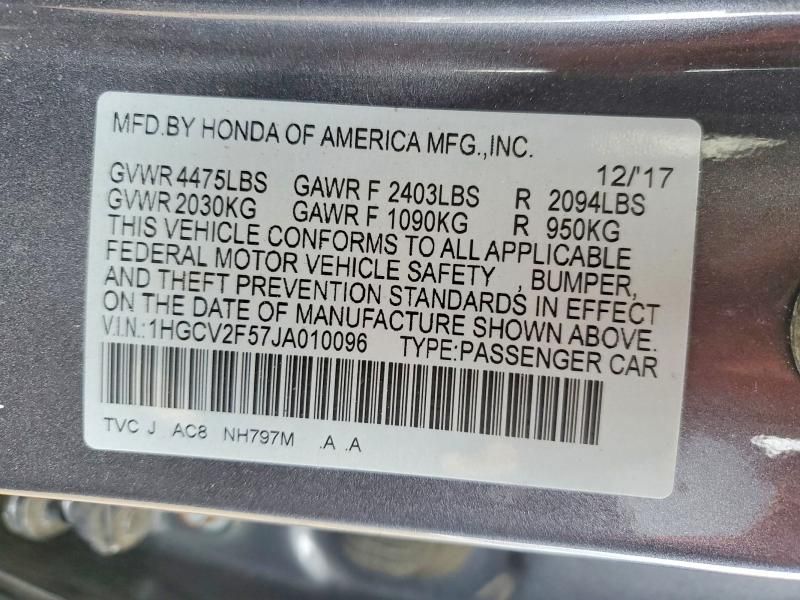 MFD.BY HONDA OF AMERICA MFG.,INC.
12/'17
GVWR 4475LBS GAWR F 2403LBS R 2094LBS
GVWR 2030KG GAWR F 1090KG R 950KG
THIS VEHICLE CONFORMS TO ALL APPLICABLE
FEDERAL MOTOR VEHICLE SAFETY , BUMPER,
AND THEFT PREVENTION STANDARDS IN EFFECT
ON THE DATE OF MANUFACTURE SHOWN ABOVE.
V.I.N.:1HGCV2F57JA010096 TYPE:PASSENGER CAR
TVC J AC8 NH797M .A .A